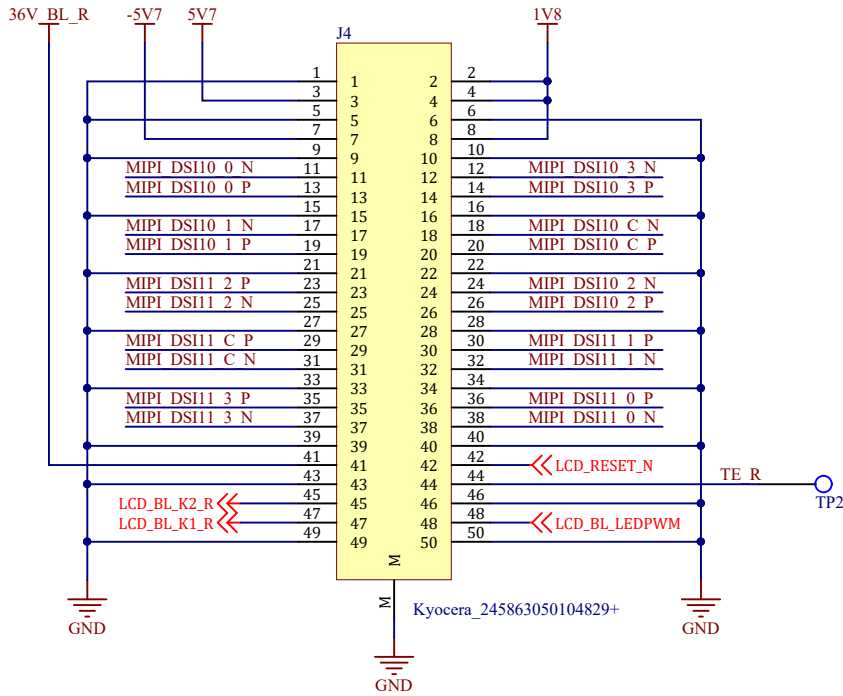 36V_BL_R -5V7 5V7 1V8
J4
1 1 2 2
3 3 4 4
5 5 6 6
7 7 8 8
9 9 10 10
MIPI_DSI10_0_N 11 11 12 12 MIPI_DSI10_3_N
MIPI_DSI10_0_P 13 13 14 14 MIPI_DSI10_3_P
15 15 16 16
MIPI_DSI10_1_N 17 17 18 18 MIPI_DSI10_C_N
MIPI_DSI10_1_P 19 19 20 20 MIPI_DSI10_C_P
21 21 22 22
MIPI_DSI11_2_P 23 23 24 24 MIPI_DSI10_2_N
MIPI_DSI11_2_N 25 25 26 26 MIPI_DSI10_2_P
27 27 28 28
MIPI_DSI11_C_P 29 29 30 30 MIPI_DSI11_1_P
MIPI_DSI11_C_N 31 31 32 32 MIPI_DSI11_1_N
33 33 34 34
MIPI_DSI11_3_P 35 35 36 36 MIPI_DSI11_0_P
MIPI_DSI11_3_N 37 37 38 38 MIPI_DSI11_0_N
39 39 40 40
41 41 42 42 LCD_RESET_N
43 43 44 44 TE_R TP2
LCD_BL_K2_R 45 45 46 46
LCD_BL_K1_R 47 47 48 48 LCD_BL_LEDPWM
49 49 50 50
M
M Kyocera_245863050104829+
GND GND
GND